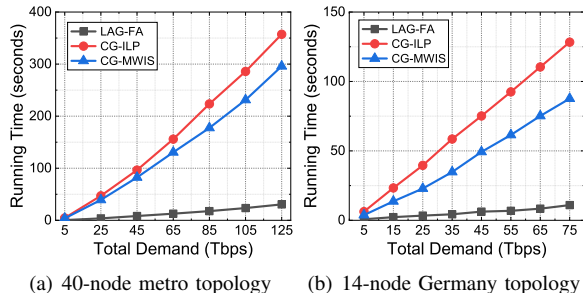 (a)
LAG-FA
CG-ILP
CG-MWIS
Running Time (seconds)
400
300
200
100
0
5 25 45 65 85 105 125
Total Demand (Tbps)
(a) 40-node metro topology
(b)
LAG-FA
CG-ILP
CG-MWIS
Running Time (seconds)
150
100
50
0
5 15 25 35 45 55 65 75
Total Demand (Tbps)
(b) 14-node Germany topology